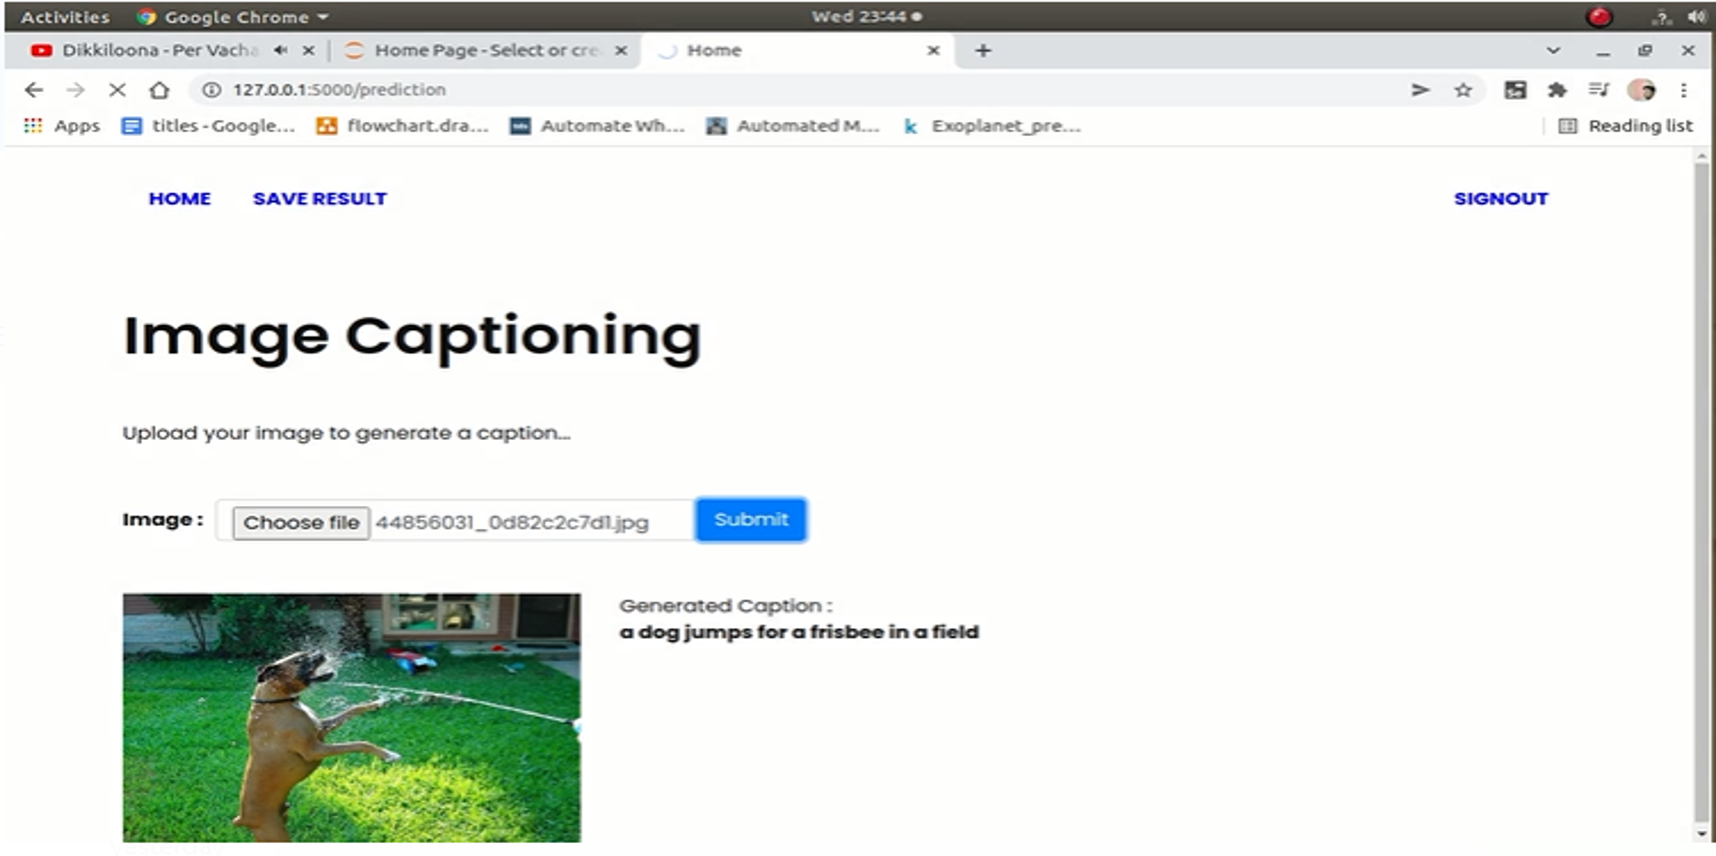 Activities Google Chrome Wed 23:44
Dikkiloona - Per Vacha Home Page - Select or cre Home
127.0.0.1:5000/prediction
Apps titles - Google... flowchart.dra... Automate Wh... Automated M... Exoplanet_pre... Reading list
HOME SAVE RESULT SIGNOUT
Image Captioning
Upload your image to generate a caption...
Image : Choose file 44856031_0d82c2c7d1.jpg Submit
Generated Caption :
a dog jumps for a frisbee in a field